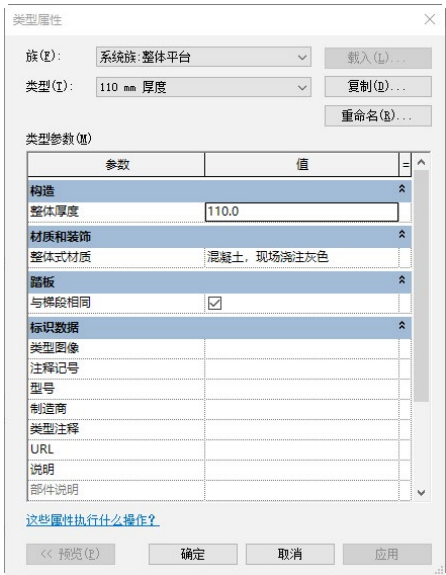 类型属性
族(F): 系统族:整体平台 载入(L)...
类型(T): 110 mm 厚度 复制(D)...
重命名(R)...
类型参数(M)
参数 值 =
构造
整体厚度 110.0
材质和装饰
整体式材质 混凝土，现场浇注灰色
踏板
与梯段相同
标识数据
类型图像
注释记号
型号
制造商
类型注释
URL
说明
部件说明
这些属性执行什么操作?
<< 预览(P) 确定 取消 应用